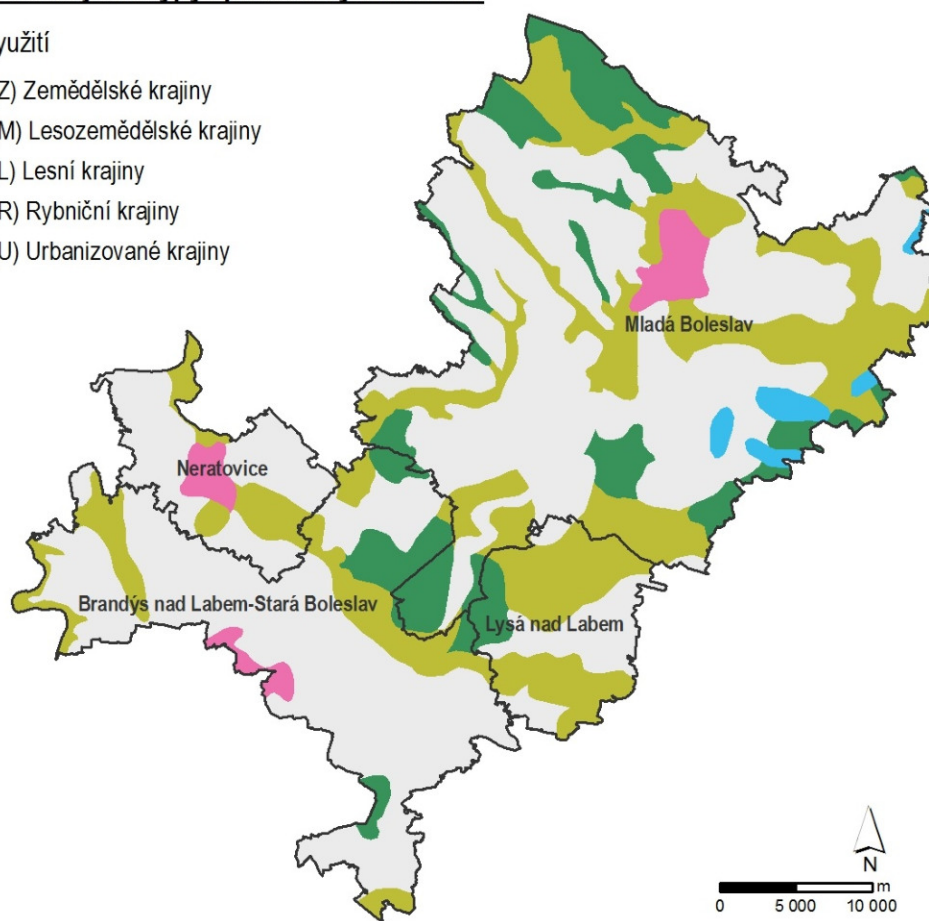 yužití
Z) Zemědělské krajiny
M) Lesozemědělské krajiny
L) Lesní krajiny
R) Rybniční krajiny
U) Urbanizované krajiny
Mladá Boleslav
Neratovice
Brandýs nad Labem-Stará Boleslav
Lysá nad Labem
N
m
0 5 000 10 000